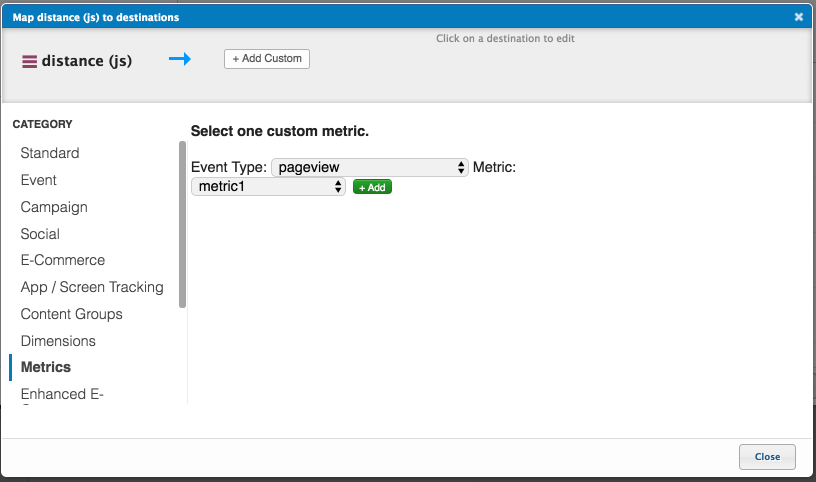 Map distance (js) to destinations
Click on a destination to edit
distance (js)
+ Add Custom
CATEGORY
Standard
Event
Campaign
Social
E-Commerce
App / Screen Tracking
Content Groups
Dimensions
Metrics
Enhanced E-
Select one custom metric.
Event Type: pageview Metric:
metric1 + Add
Close